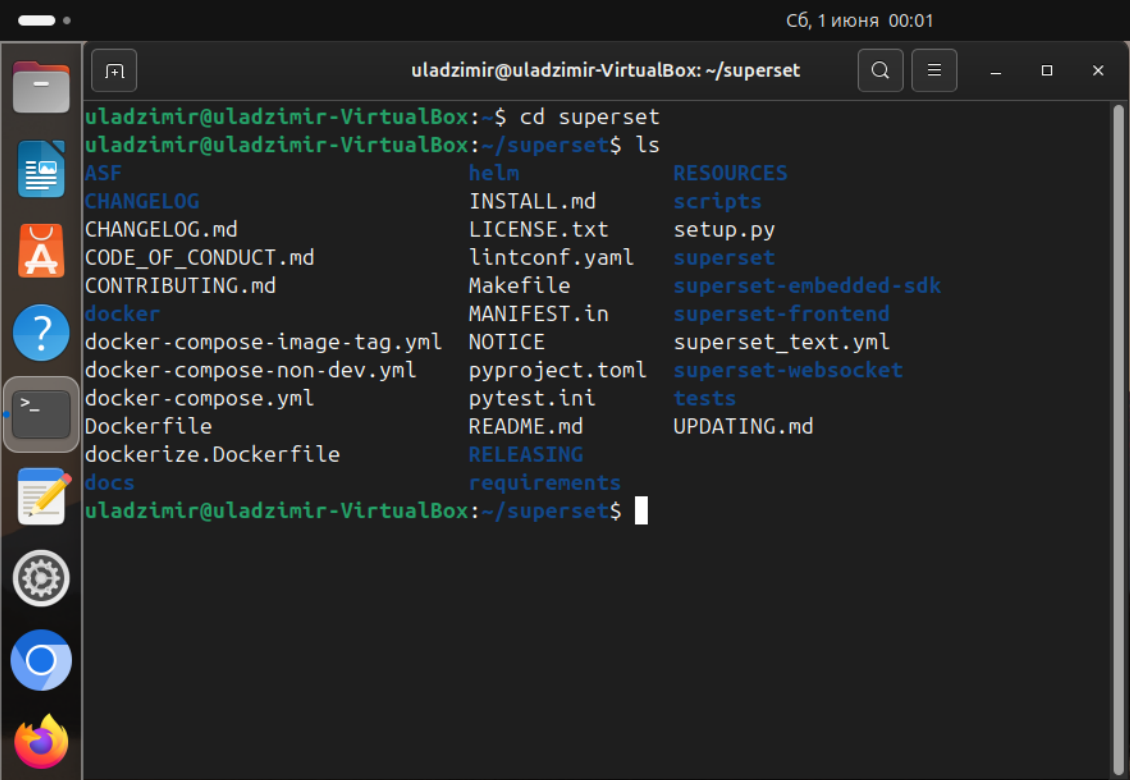 Сб, 1 июня 00:01
uladzimir@uladzimir-VirtualBox: ~/superset
uladzimir@uladzimir-VirtualBox:~$ cd superset
uladzimir@uladzimir-VirtualBox:~/superset$ ls
ASF helm RESOURCES
CHANGELOG INSTALL.md scripts
CHANGELOG.md LICENSE.txt setup.py
CODE_OF_CONDUCT.md lintconf.yaml superset
CONTRIBUTING.md Makefile superset-embedded-sdk
docker MANIFEST.in superset-frontend
docker-compose-image-tag.yml NOTICE superset_text.yml
docker-compose-non-dev.yml pyproject.toml superset-websocket
docker-compose.yml pytest.ini tests
Dockerfile README.md UPDATING.md
dockerize.Dockerfile RELEASING
docs requirements
uladzimir@uladzimir-VirtualBox:~/superset$